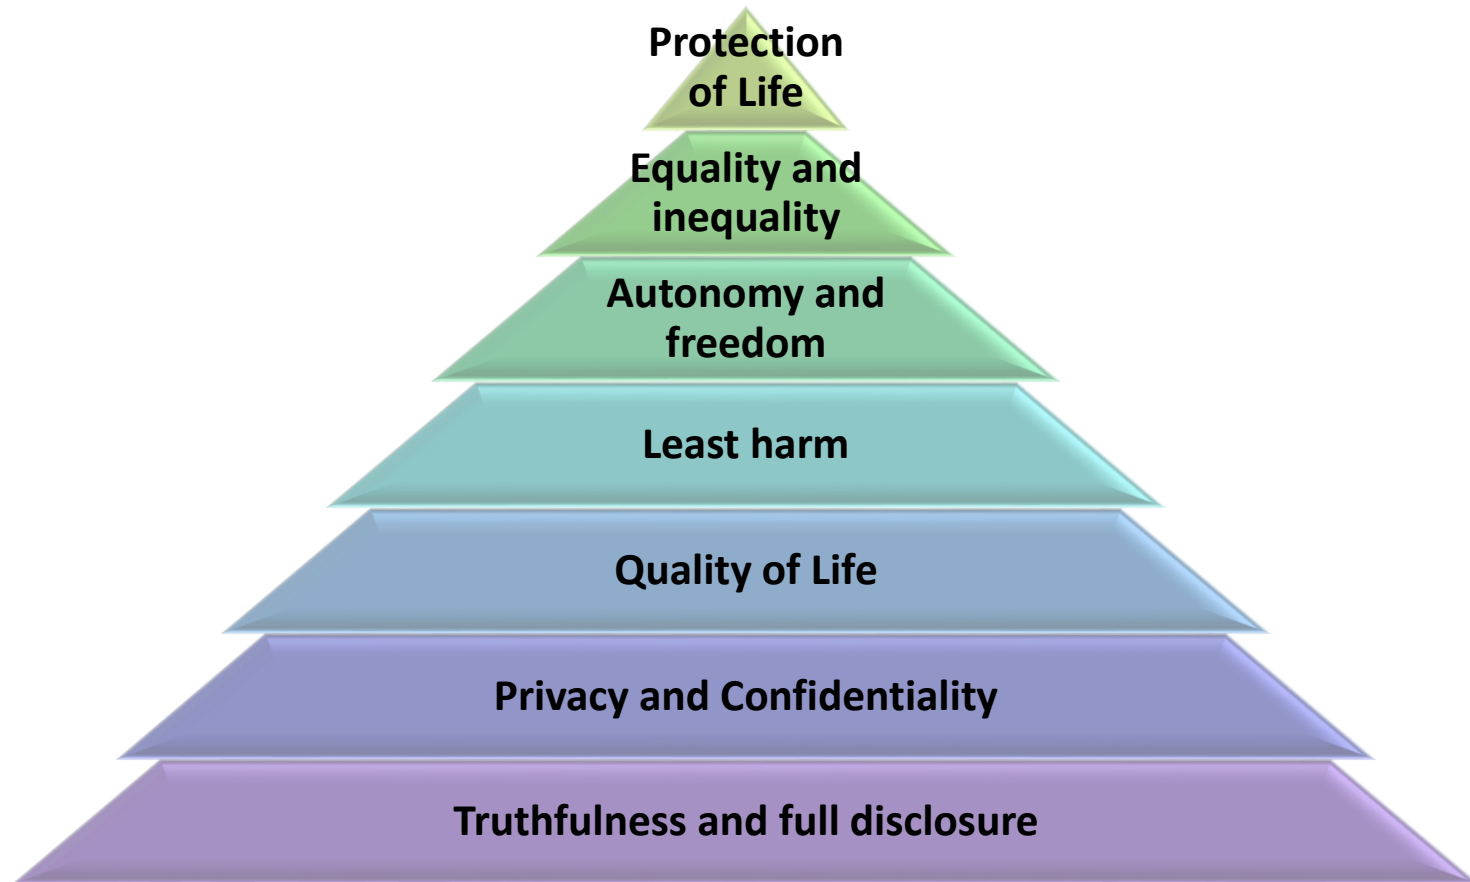 Protection
of Life
Equality and
inequality
Autonomy and
freedom
Least harm
Quality of Life
Privacy and Confidentiality
Truthfulness and full disclosure